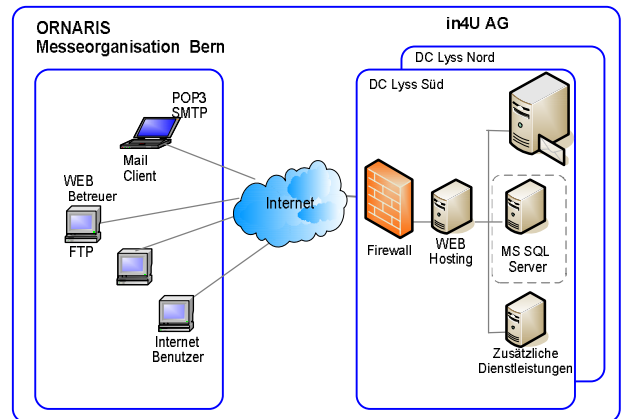 ORNARIS
Messeorganisation Bern
in4U AG
DC Lyss Nord
DC Lyss Süd
POP3
SMTP
Mail
Client
WEB
Betreuer
FTP
Internet
Benutzer
Internet
Firewall
WEB
Hosting
MS SQL
Server
Zusätzliche
Dienstleistungen